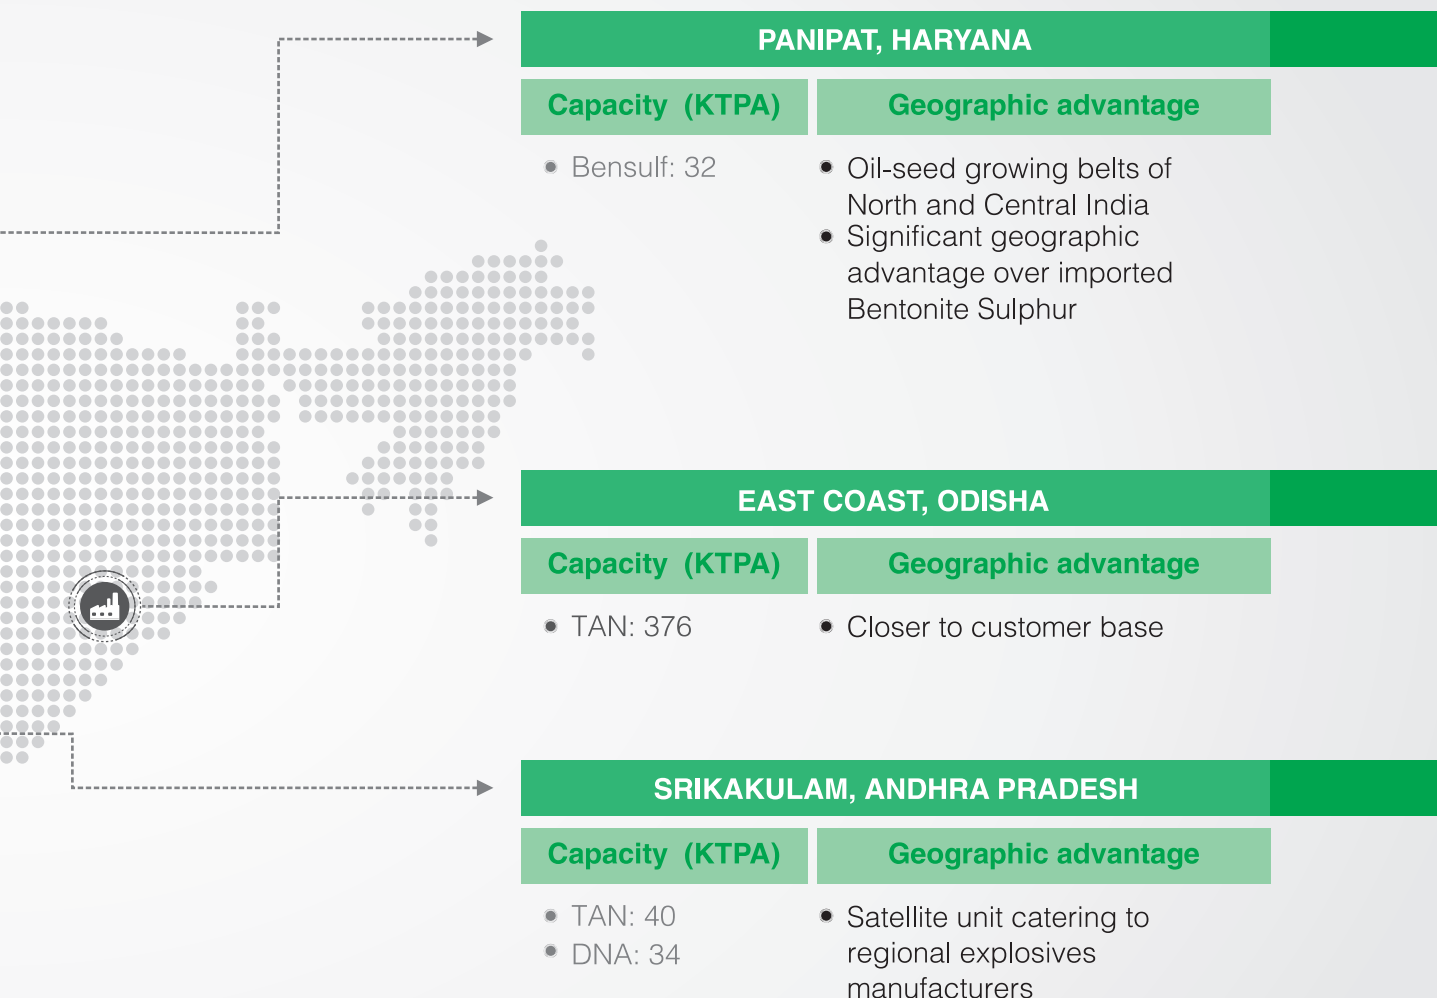 PANIPAT, HARYANA
Capacity (KTPA)
Geographic advantage
Bensulf: 32
Oil-seed growing belts of
North and Central India
Significant geographic
advantage over imported
Bentonite Sulphur
EAST COAST, ODISHA
Capacity (KTPA)
Geographic advantage
TAN: 376
Closer to customer base
SRIKAKULAM, ANDHRA PRADESH
Capacity (KTPA)
Geographic advantage
TAN: 40
DNA: 34
Satellite unit catering to
regional explosives
manufacturers